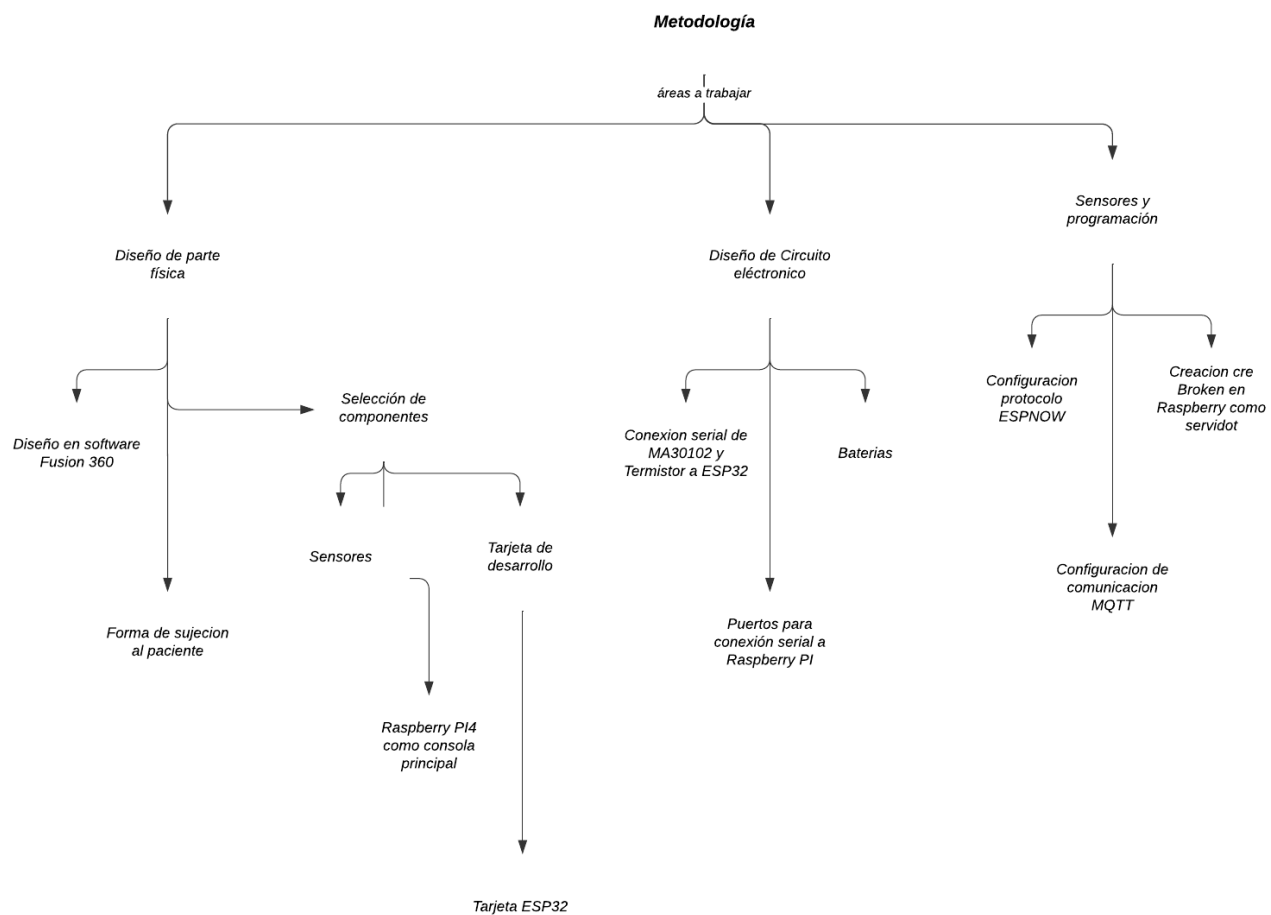 Metodología
áreas a trabajar
Sensores y
programación
Diseño de parte
física
Diseño de Circuito
eléctronico
Configuracion
protocolo
ESPNOW
Creacion cre
Broken en
Raspberry como
servidot
Selección de
componentes
Diseño en software
Fusion 360
Conexion serial de
MA30102 y
Termistor a ESP32
Baterias
Sensores
Tarjeta de
desarrollo
Configuracion de
comunicacion
MQTT
Forma de sujecion
al paciente
Puertos para
conexión serial a
Raspberry PI
Raspberry PI4
como consola
principal
Tarjeta ESP32